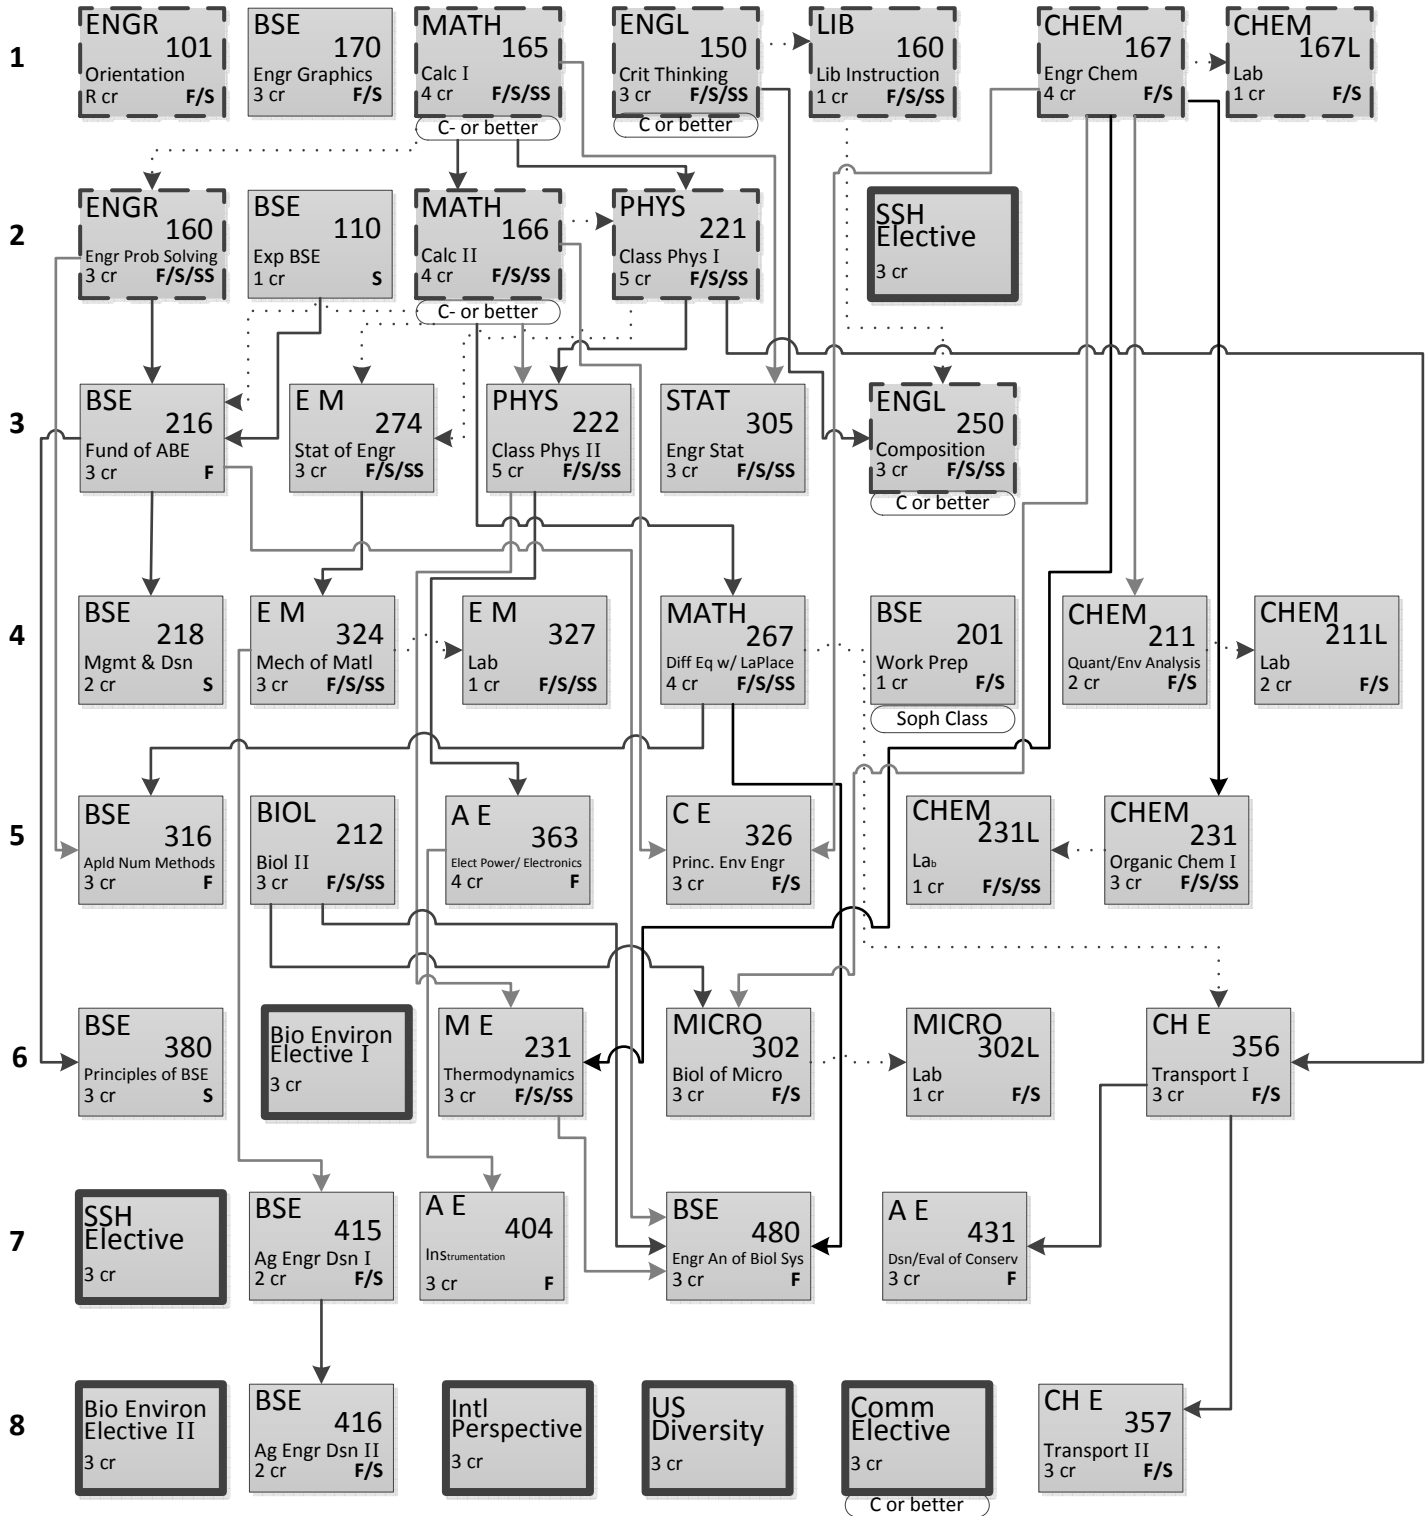 1
ENGR
101
Orientation
R cr F/S
BSE
170
Engr Graphics
3 cr F/S
MATH
165
Calc I
4 cr F/S/SS
C- or better
ENGL
150
Crit Thinking
3 cr F/S/SS
C or better
LIB
160
Lib Instruction
1 cr F/S/SS
CHEM
167
Engr Chem
4 cr F/S
CHEM
167L
Lab
1 cr F/S
2
ENGR
160
Engr Prob Solving
3 cr F/S/SS
BSE
110
Exp BSE
1 cr S
MATH
166
Calc II
4 cr F/S/SS
C- or better
PHYS
221
Class Phys I
5 cr F/S/SS
SSH
Elective
3 cr
3
BSE
216
Fund of ABE
3 cr F
E M
274
Stat of Engr
3 cr F/S/SS
PHYS
222
Class Phys II
5 cr F/S/SS
STAT
305
Engr Stat
3 cr F/S/SS
ENGL
250
Composition
3 cr F/S/SS
C or better
4
BSE
218
Mgmt & Dsn
2 cr S
E M
324
Mech of Matl
3 cr F/S/SS
E M
327
Lab
1 cr F/S/SS
MATH
267
Diff Eq w/ LaPlace
4 cr F/S/SS
BSE
201
Work Prep
1 cr F/S
Soph Class
CHEM
211
Quant/Env Analysis
2 cr F/S
CHEM
211L
Lab
2 cr F/S
5
BSE
316
Apld Num Methods
3 cr F
BIOL
212
Biol II
3 cr F/S/SS
A E
363
Elect Power/ Electronics
4 cr F
C E
326
Princ. Env Engr
3 cr F/S
CHEM
231L
Lab
1 cr F/S/SS
CHEM
231
Organic Chem I
3 cr F/S/SS
6
BSE
380
Principles of BSE
3 cr S
Bio Environ
Elective I
3 cr
M E
231
Thermodynamics
3 cr F/S/SS
MICRO
302
Biol of Micro
3 cr F/S
MICRO
302L
Lab
1 cr F/S
CH E
356
Transport I
3 cr F/S
7
SSH
Elective
3 cr
BSE
415
Ag Engr Dsn I
2 cr F/S
A E
404
Instrumentation
3 cr F
BSE
480
Engr An of Biol Sys
3 cr F
A E
431
Dsn/Eval of Conserv
3 cr F
8
Bio Environ
Elective II
3 cr
BSE
416
Ag Engr Dsn II
2 cr F/S
Intl
Perspective
3 cr
US
Diversity
3 cr
Comm
Elective
3 cr
C or better
CH E
357
Transport II
3 cr F/S